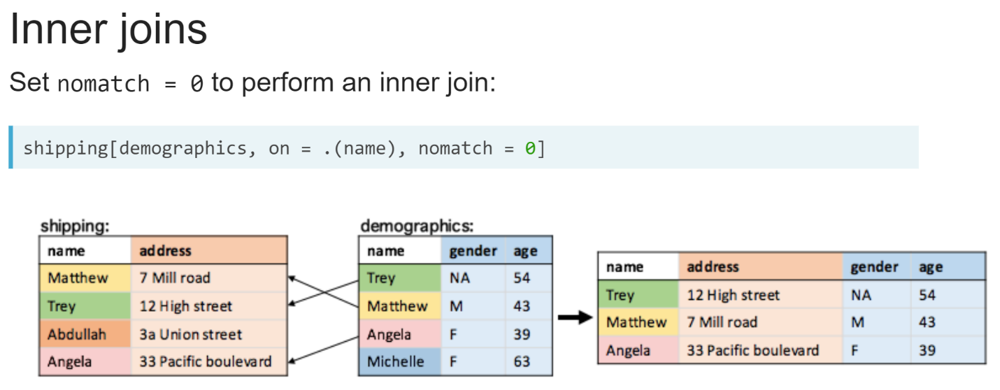 Inner joins
Set nomatch = 0 to perform an inner join:
shipping[demographics, on = .(name), nomatch = 0]
shipping:
name address
Matthew 7 Mill road
Trey 12 High street
Abdullah 3a Union street
Angela 33 Pacific boulevard
demographics:
name gender age
Trey NA 54
Matthew M 43
Angela F 39
Michelle F 63
name address gender age
Trey 12 High street NA 54
Matthew 7 Mill road M 43
Angela 33 Pacific boulevard F 39